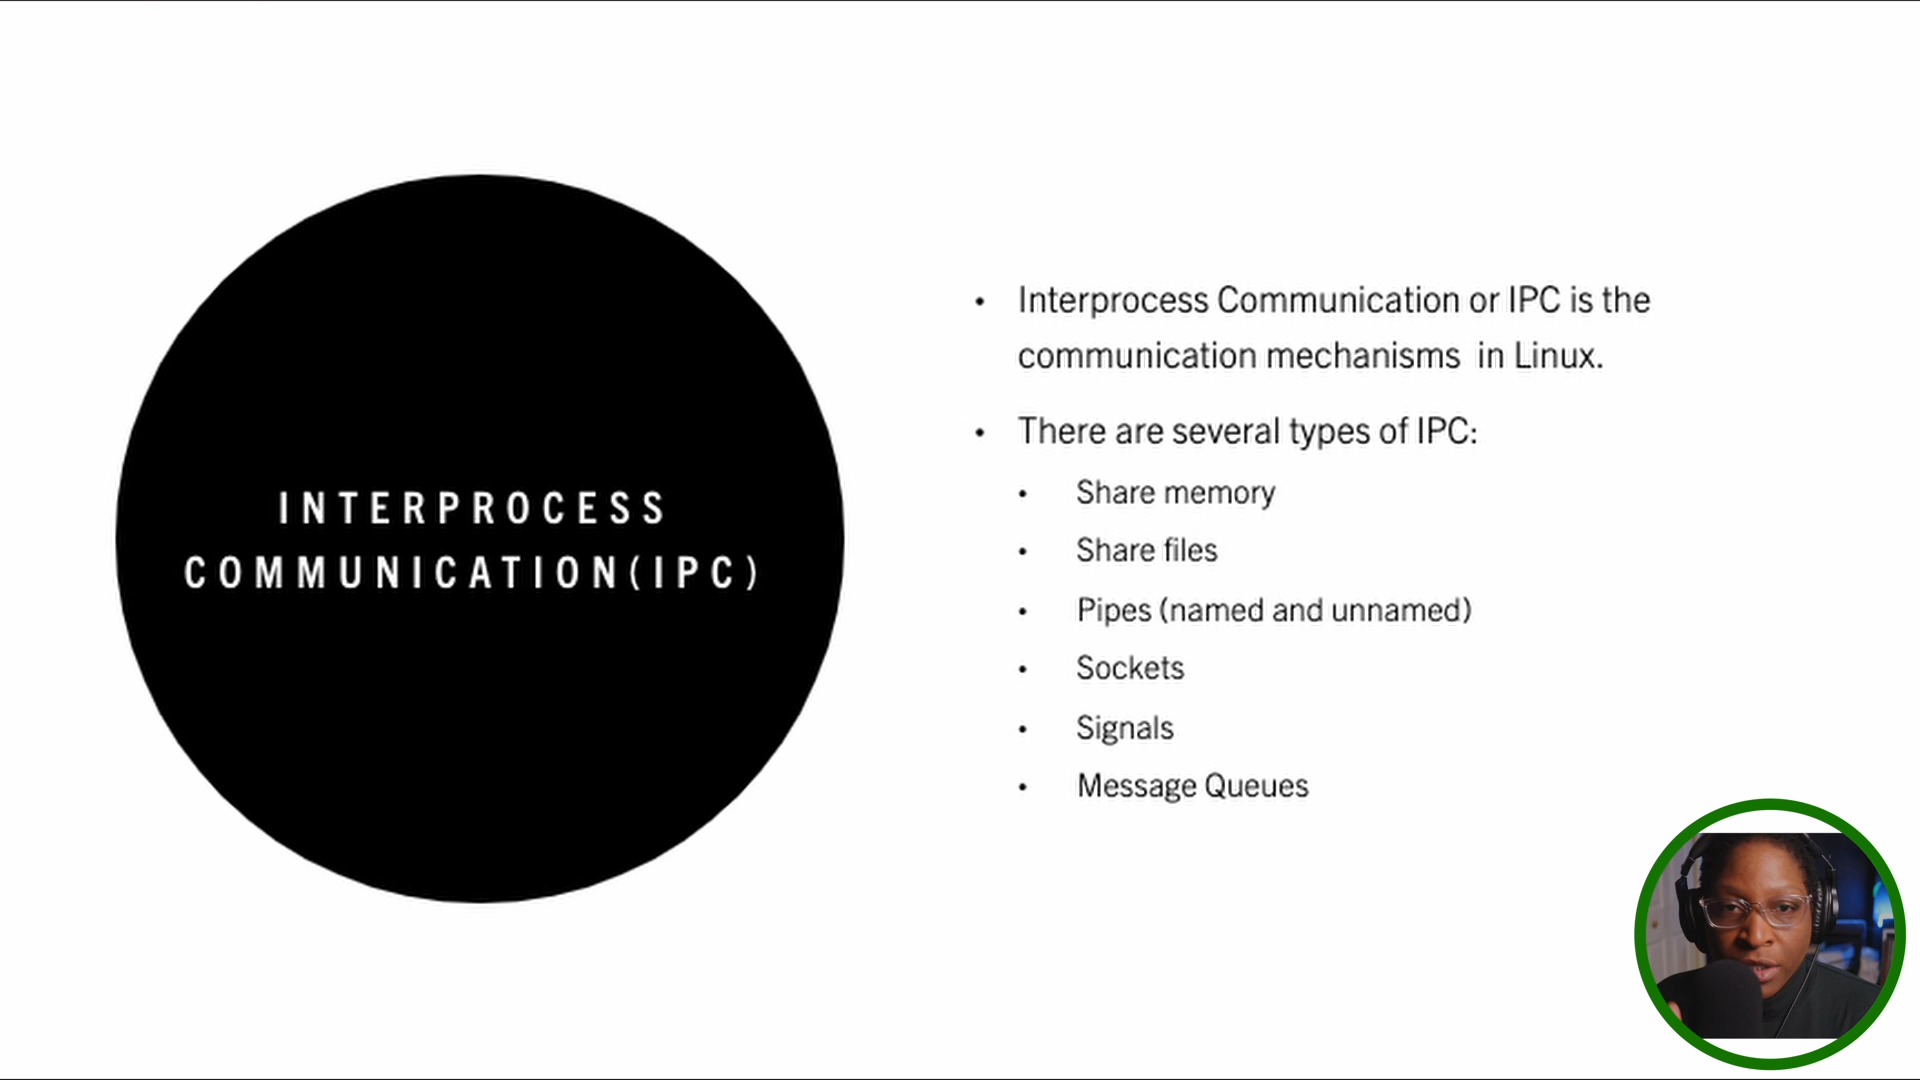 INTERPROCESS
COMMUNICATION(IPC)
• Interprocess Communication or IPC is the
communication mechanisms  in Linux.
• There are several types of IPC:
• Share memory
• Share files
• Pipes (named and unnamed)
• Sockets
• Signals
• Message Queues